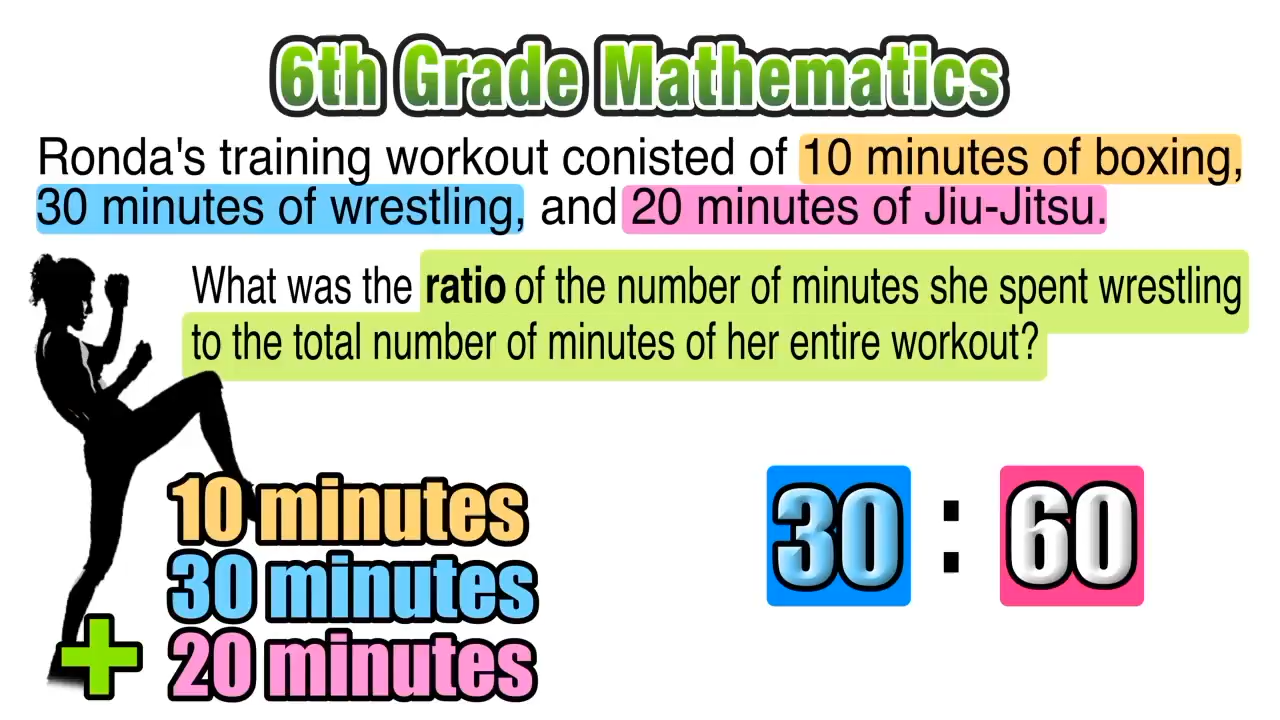 6th Grade Mathematics
Ronda's training workout conisted of 10 minutes of boxing,
30 minutes of wrestling, and 20 minutes of Jiu-Jitsu.
What was the ratio of the number of minutes she spent wrestling
to the total number of minutes of her entire workout?
10 minutes
30 minutes
+ 20 minutes
30 : 60